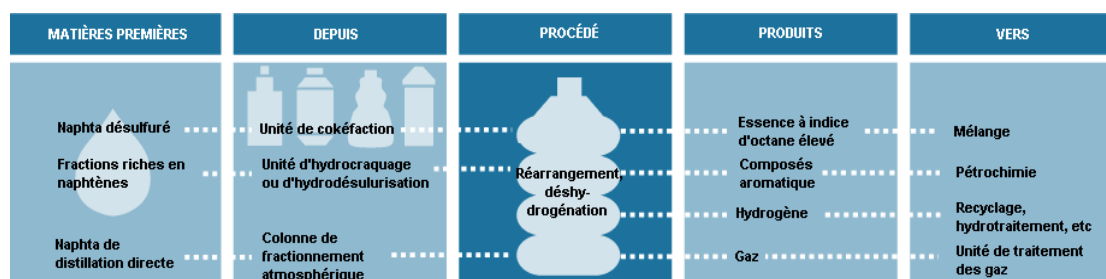 MATIÈRES PREMIÈRES
DEPUIS
PROCÉDÉ
PRODUITS
VERS
Naphta désulfuré
Unité de cokéfaction
Essence à indice
d'octane élevé
Mélange
Fractions riches en
naphtènes
Unité d'hydrocraquage
ou d'hydrodésulurisation
Réarrangement,
déshy-
drogénation
Composés
aromatique
Pétrochimie
Hydrogène
Recyclage,
hydrotraitement, etc
Naphta de
distillation directe
Colonne de
fractionnement
atmosphérique
Gaz
Unité de traitement
des gaz